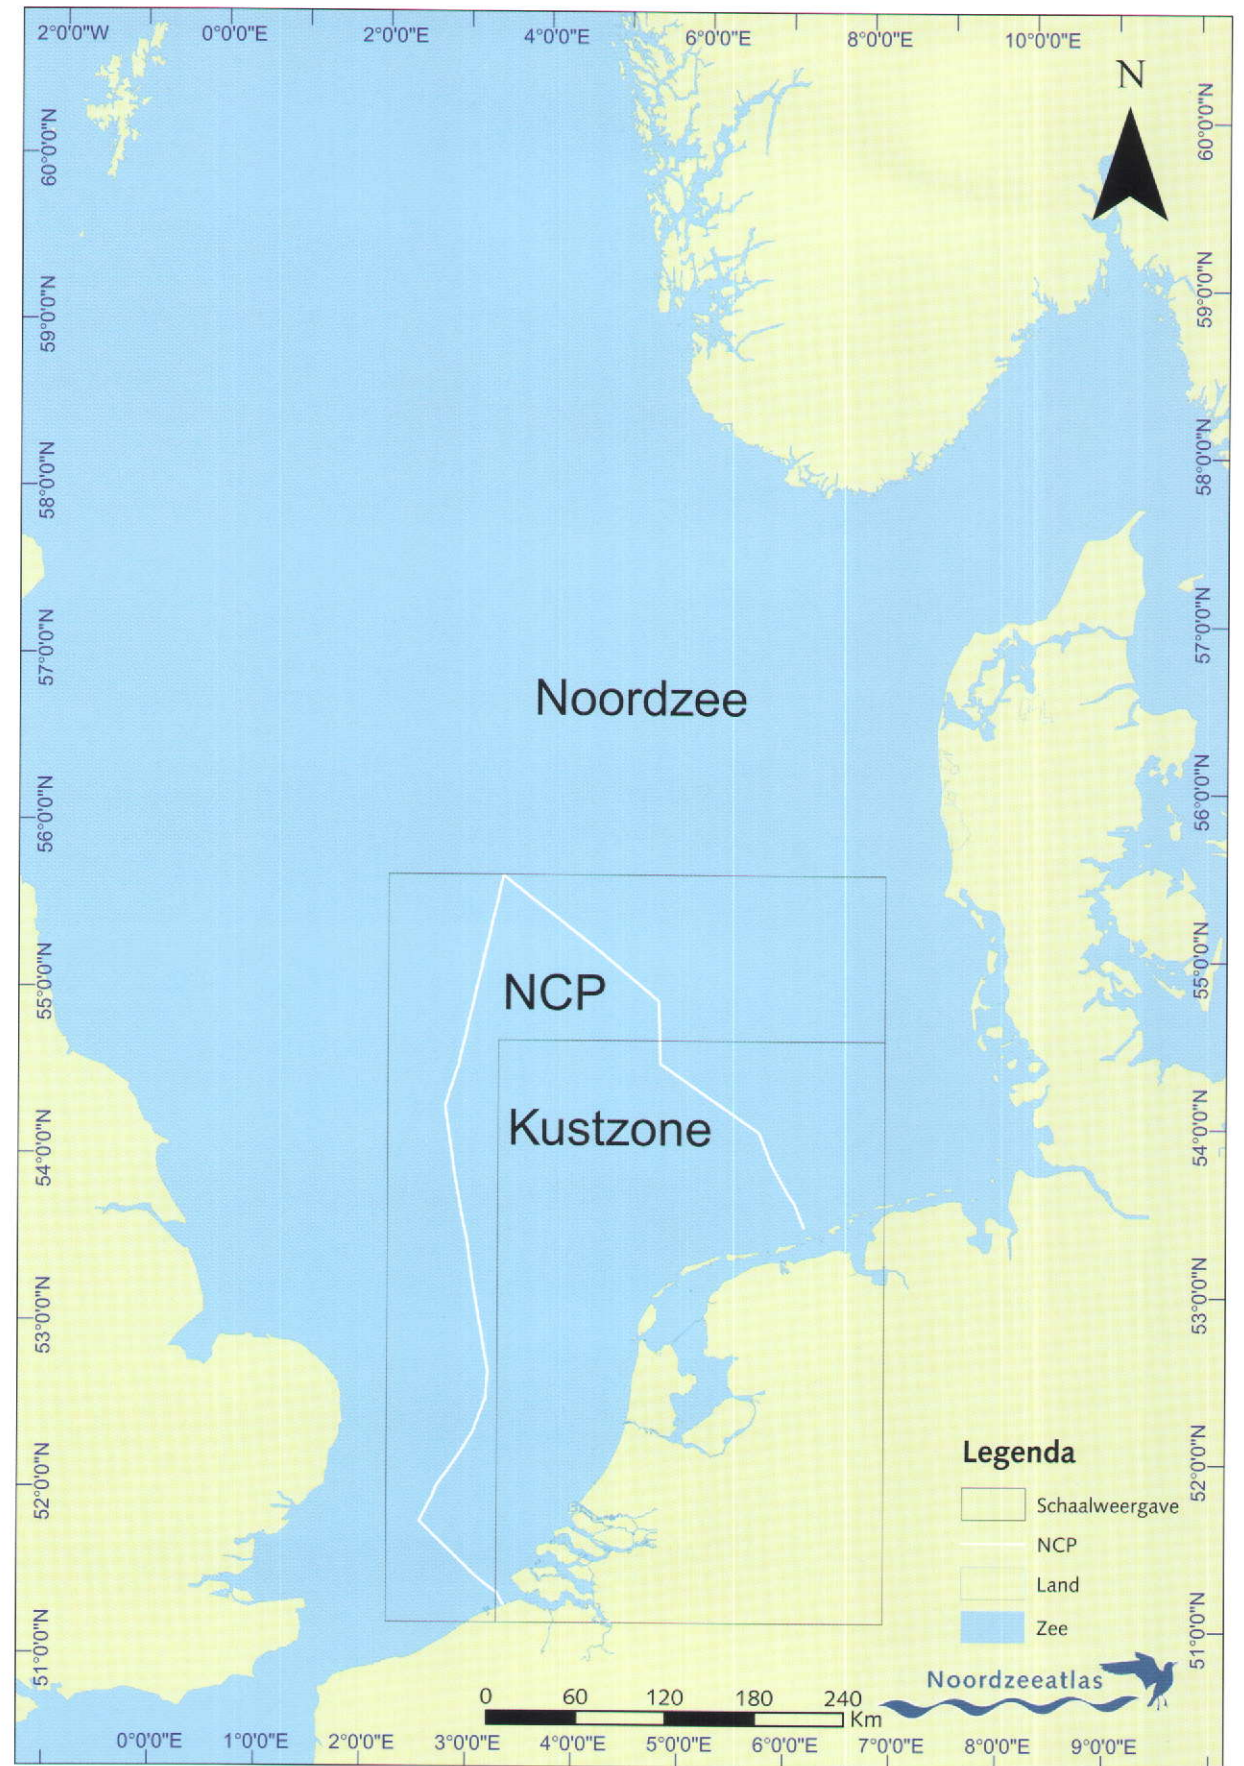 2°0'0"W 0°0'0"E 2°0'0"E 4°0'0"E 6°0'0"E 8°0'0"E 10°0'0"E
N
60°0'0"N 60°0'0"N
59°0'0"N 59°0'0"N
58°0'0"N 58°0'0"N
57°0'0"N 57°0'0"N
Noordzee
56°0'0"N 56°0'0"N
55°0'0"N 55°0'0"N
NCP
Kustzone
54°0'0"N 54°0'0"N
53°0'0"N 53°0'0"N
52°0'0"N 52°0'0"N
Legenda
Schaalweergave
NCP
Land
Zee
51°0'0"N 51°0'0"N
Noordzeeatlas
0 60 120 180 240
Km
0°0'0"E 1°0'0"E 2°0'0"E 3°0'0"E 4°0'0"E 5°0'0"E 6°0'0"E 7°0'0"E 8°0'0"E 9°0'0"E